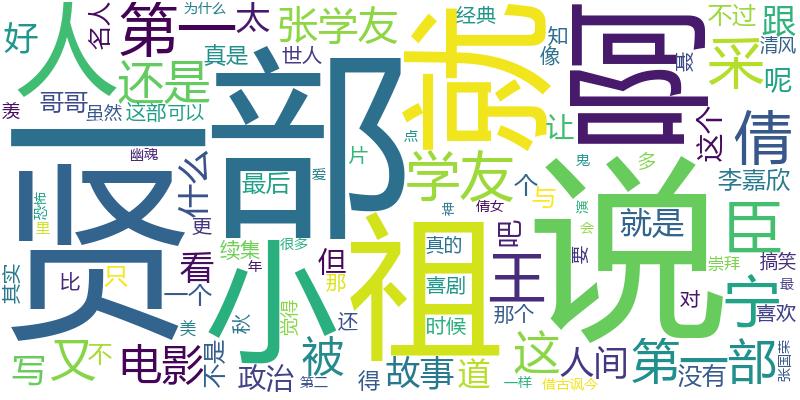 为什么
好
人
第一
太
张学友
经典
就
啊
不过
跟
名人
还是
真是
世人
知
像
采
清风
聂
呢
羡
哥哥
虽然
这部
可以
片
点
让
这个
倩
一
部
贤
幽魂
什么
最后
爱
学友
个
与
鬼
多
说
李嘉欣
恐怖
里
更
小
祖
倩女
吧
要
会
就是
臣
续集
很多
但
真的
王
崇拜
搞笑
其实
比
只
看
一个
年
那
喜剧
那个
对
宁
最
喜欢
美
秋
觉得
还
时候
写
又
不
电影
不是
政治
被
第二
得
故事
道
这
一样
人间
借古讽今
第一部
没有
张国荣